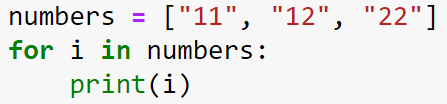 numbers = ["11", "12", "22"]
for i in numbers:
    print(i)